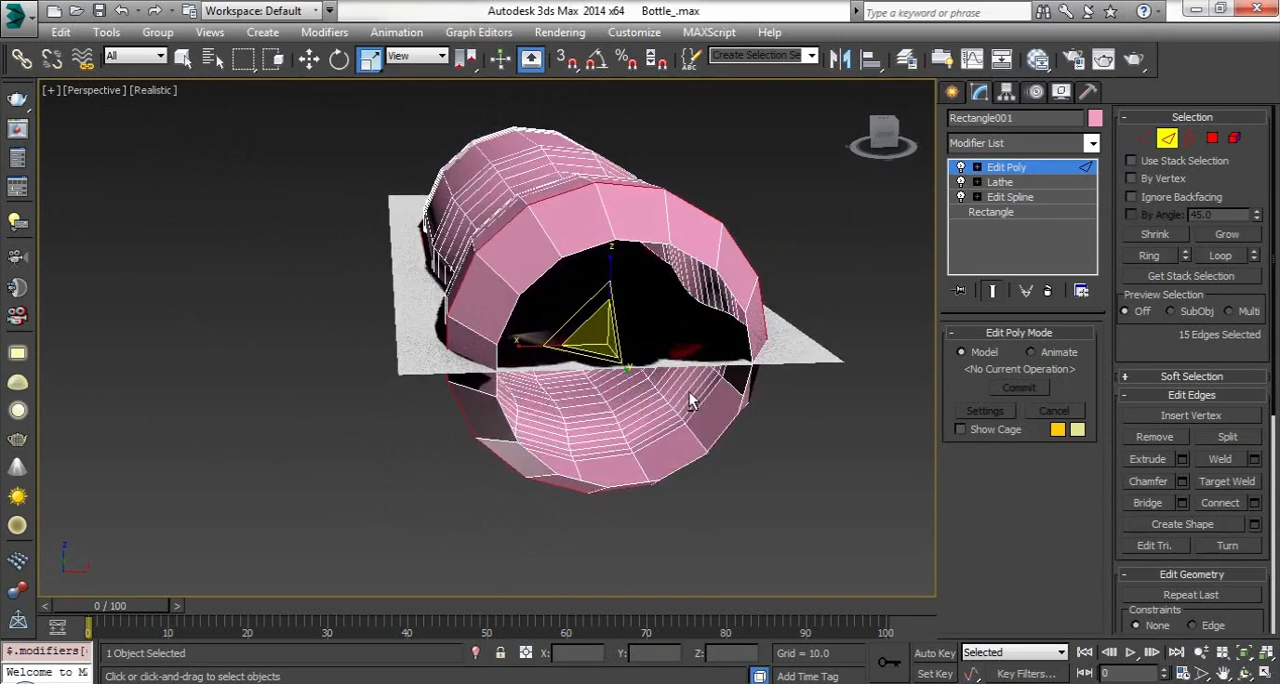 Workspace: Default
Autodesk 3ds Max 2014 x64
Bottle_.max
Type a keyword or phrase
Edit Tools Group Views Create Modifiers Animation Graph Editors Rendering Customize MAXScript Help
All
View
Create Selection Se
[+] [Perspective] [Realistic]
Rectangle001
Modifier List
Edit Poly
Lathe
Edit Spline
Rectangle
Edit Poly Mode
Model Animate
<No Current Operation>
Commit
Settings Cancel
Show Cage
Selection
Use Stack Selection
By Vertex
Ignore Backfacing
By Angle: 45.0
Shrink Grow
Ring Loop
Get Stack Selection
Preview Selection
Off SubObj Multi
15 Edges Selected
Soft Selection
Edit Edges
Insert Vertex
Remove Split
Extrude Weld
Chamfer Target Weld
Bridge Connect
Create Shape
Edit Tri. Turn
Edit Geometry
Repeat Last
Constraints
None Edge
z
x
y
z
0 / 100
0 10 20 30 40 50 60 70 80 90 100
$.modifiers[
1 Object Selected
X: Y: Z:
Grid = 10.0
Auto Key
Selected
Welcome to M
Click or click-and-drag to select objects
Add Time Tag
Set Key
Key Filters...
0